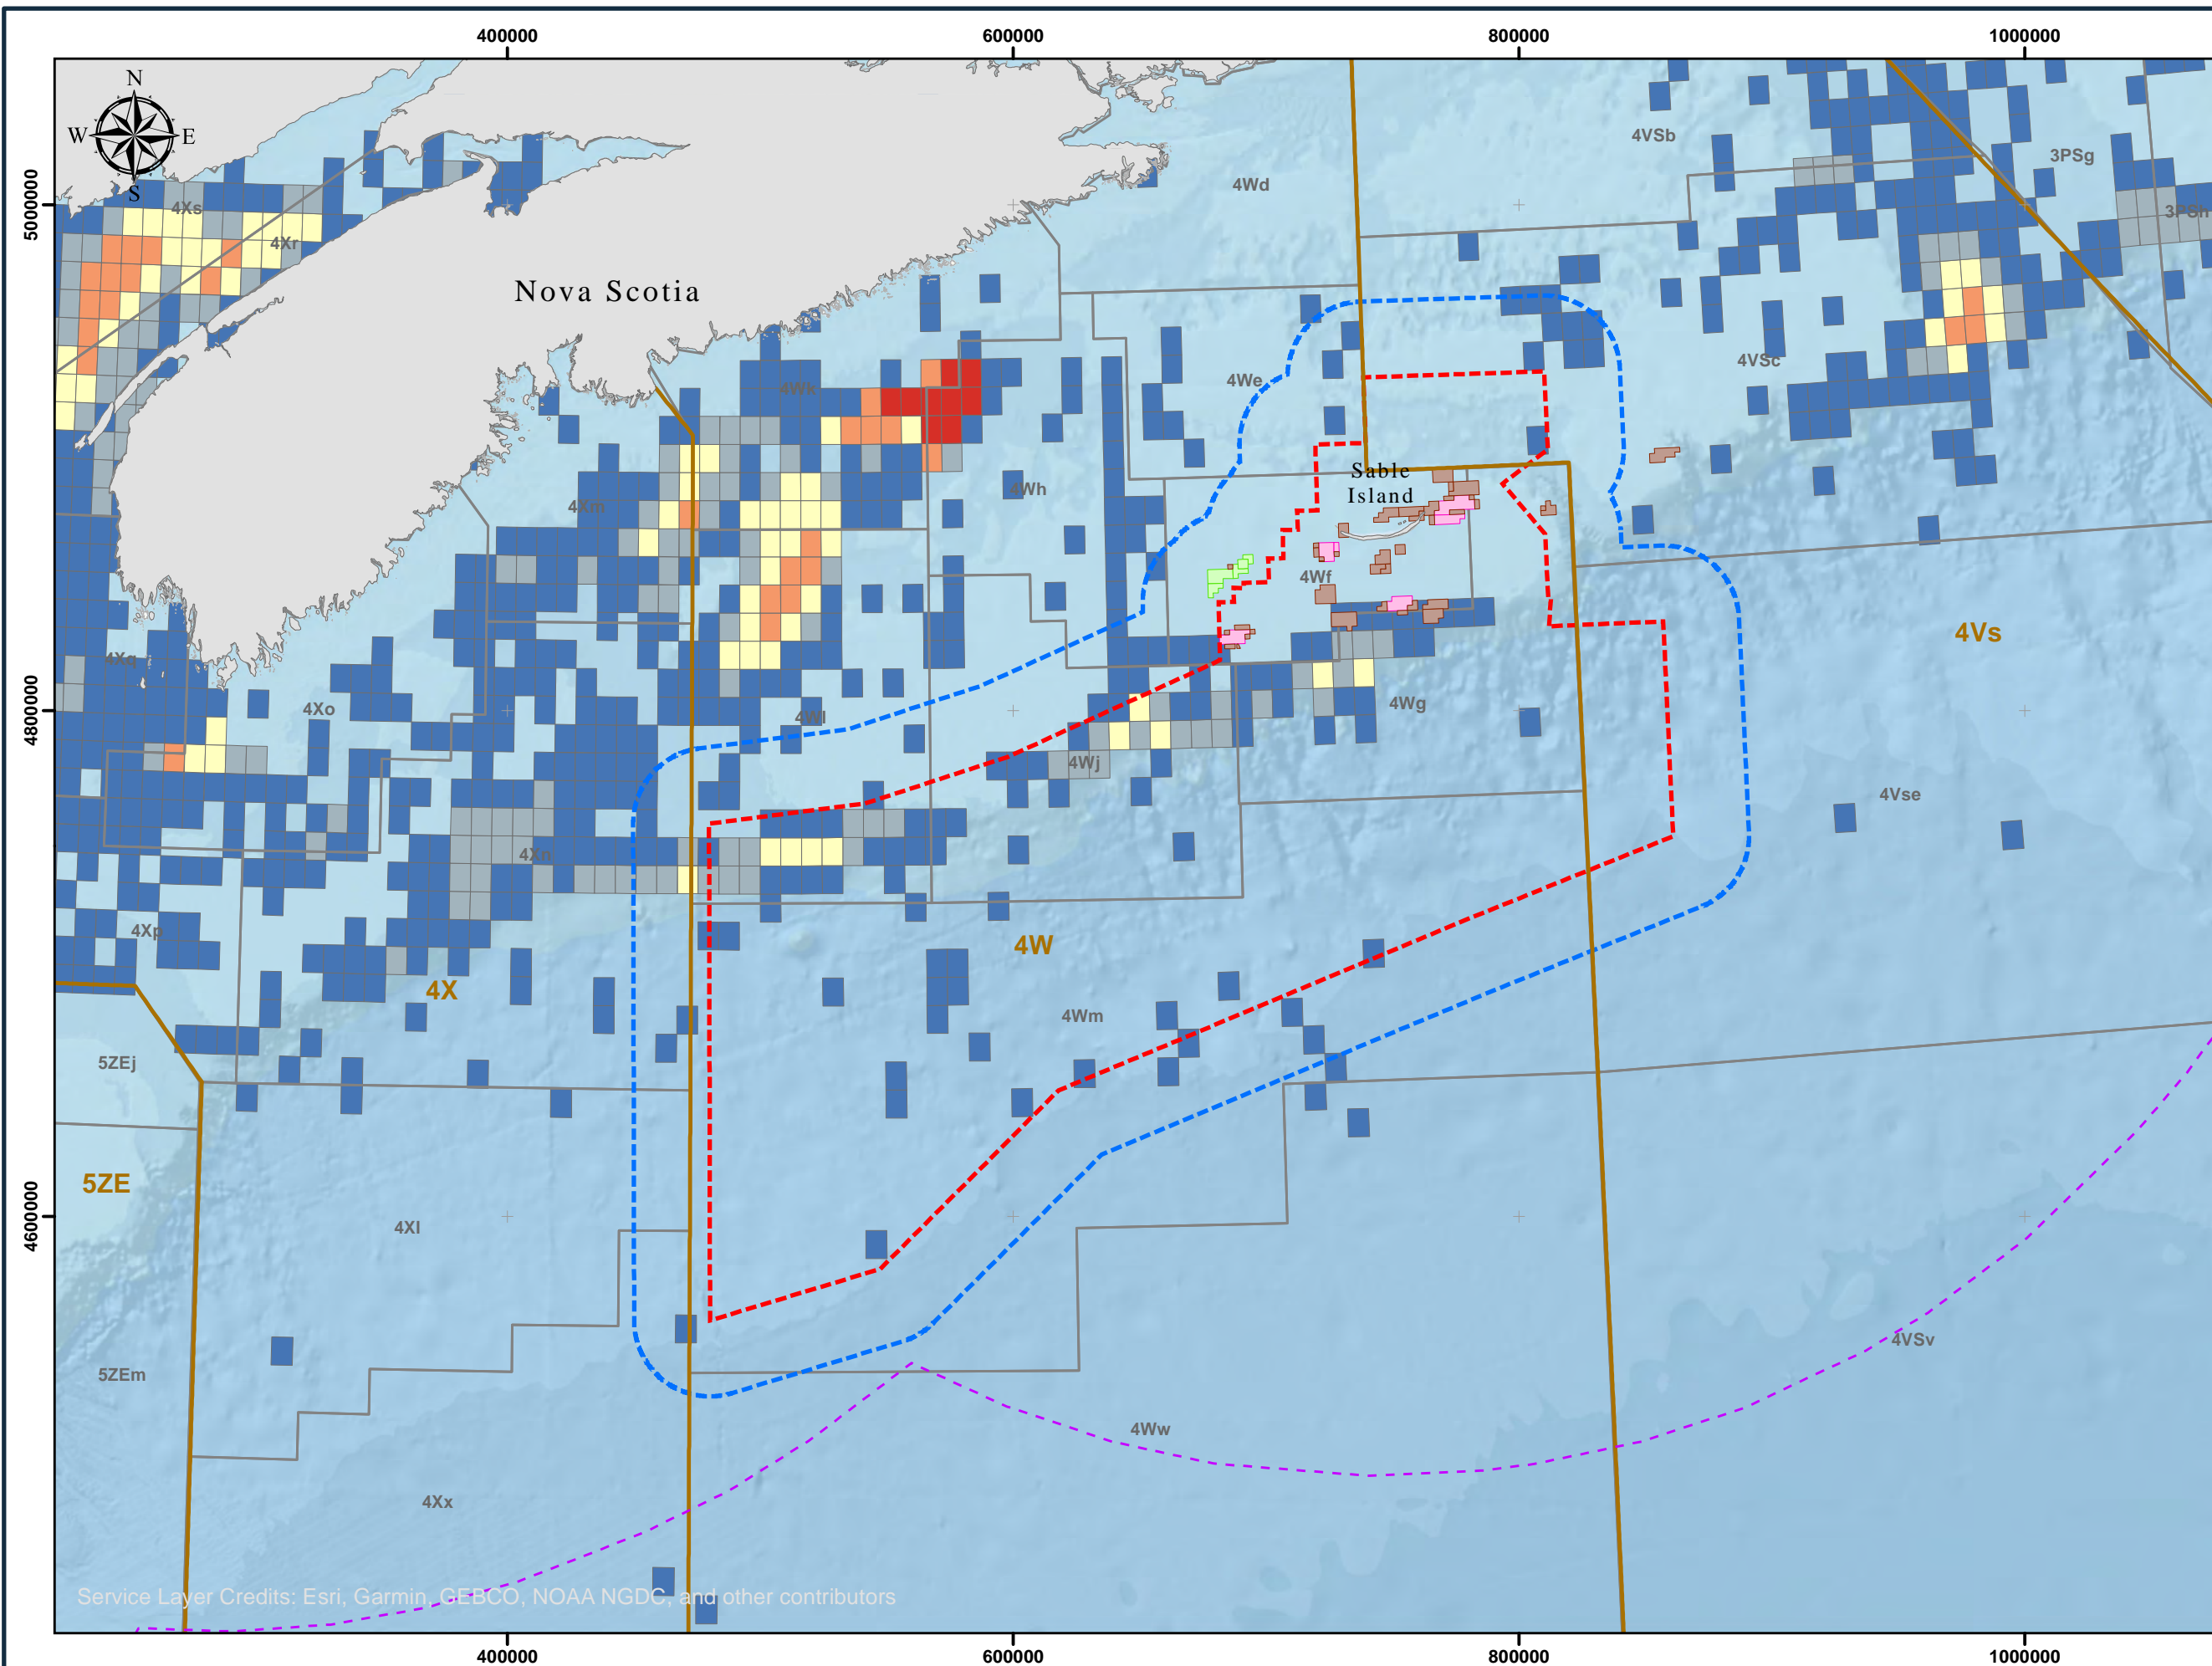 400000 600000 800000 1000000
N
W E
S
5000000
4800000
4600000
4VSb
3PSg
4Wd
4Xs
3PSh
4Xr
Nova Scotia
4VSc
4We
4Wk
Sable
Island
4Wh
4Xm
4Wf
4Vs
4Xq
4Xo
4Wl
4Wg
4Wj
4Vse
4Xn
4Xp
4W
4X
4Wm
5ZEj
5ZE
4Xl
4VSv
5ZEm
4Ww
4Xx
Service Layer Credits: Esri, Garmin, GEBCO, NOAA NGDC, and other contributors
400000 600000 800000 1000000